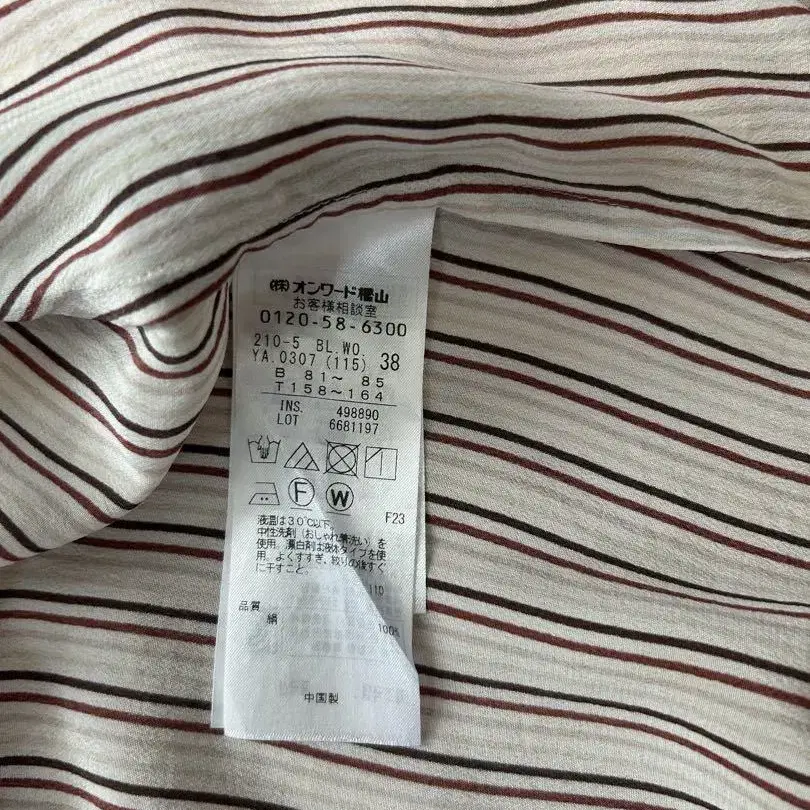 (株)オンワード樫山
お客様相談室
0120-58-6300
210-5 BL.WO.
YA.0307 (115) 38
B 81～ 85
T158～164
INS. 498890
LOT 6681197
F W
F23
液温は30℃以下、
中性洗剤(おしゃれ着洗い)を
使用。漂白剤は液体タイプを使
用。よくすすぎ、絞りの後すぐ
に干すこと。
110
品質
絹 100%
中国製